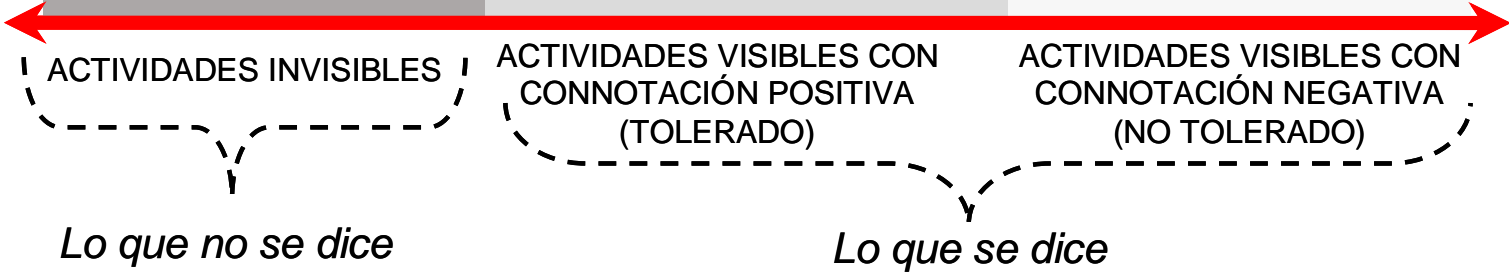 ACTIVIDADES INVISIBLES
ACTIVIDADES VISIBLES CON
CONNOTACIÓN POSITIVA
(TOLERADO)
ACTIVIDADES VISIBLES CON
CONNOTACIÓN NEGATIVA
(NO TOLERADO)
Lo que no se dice
Lo que se dice